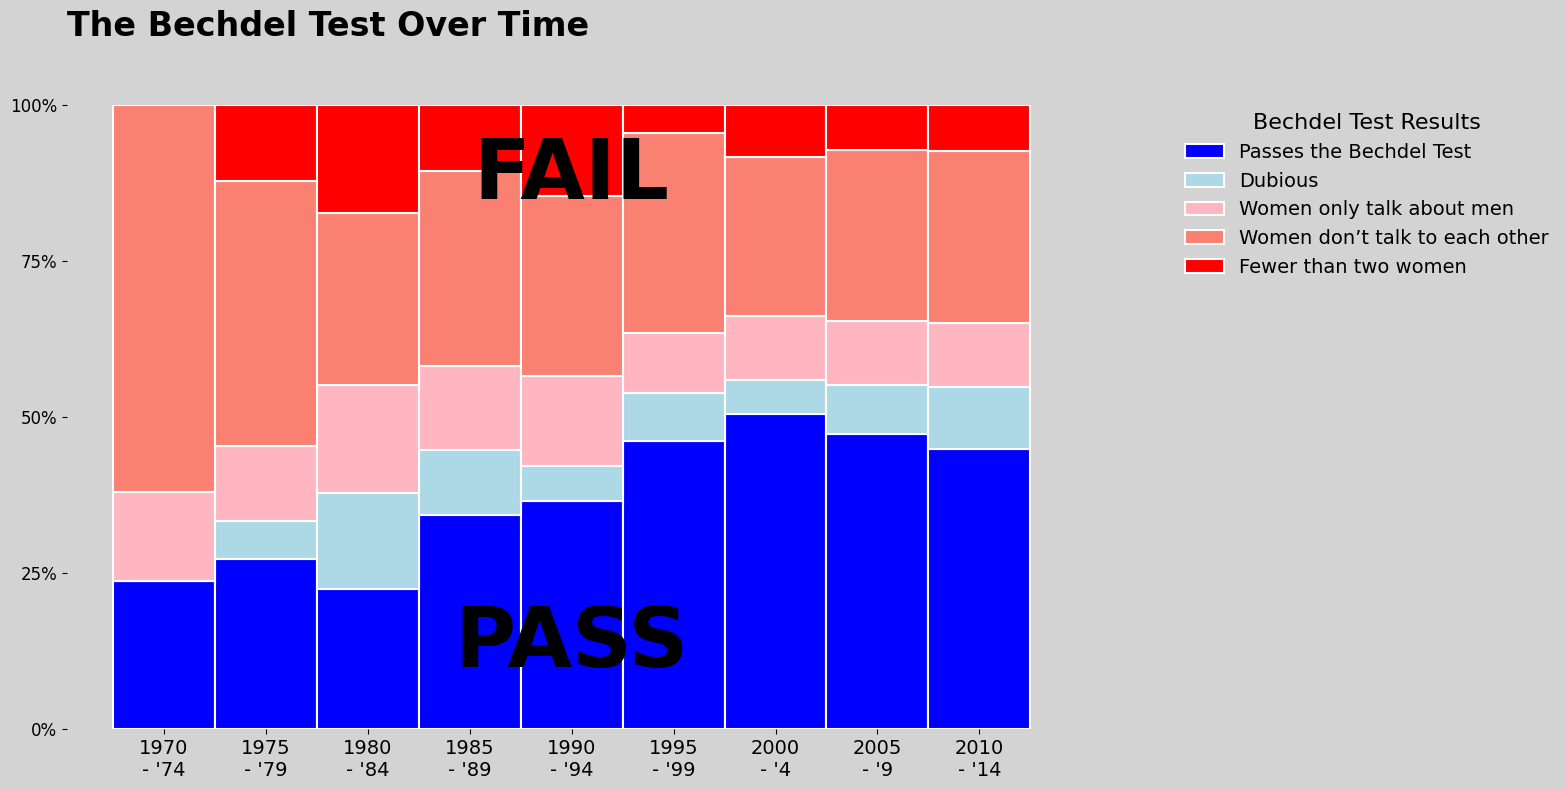 The Bechdel Test Over Time
100%
75%
50%
25%
0%
FAIL
PASS
1970
- '74
1975
- '79
1980
- '84
1985
- '89
1990
- '94
1995
- '99
2000
- '4
2005
- '9
2010
- '14
Bechdel Test Results
Passes the Bechdel Test
Dubious
Women only talk about men
Women don’t talk to each other
Fewer than two women